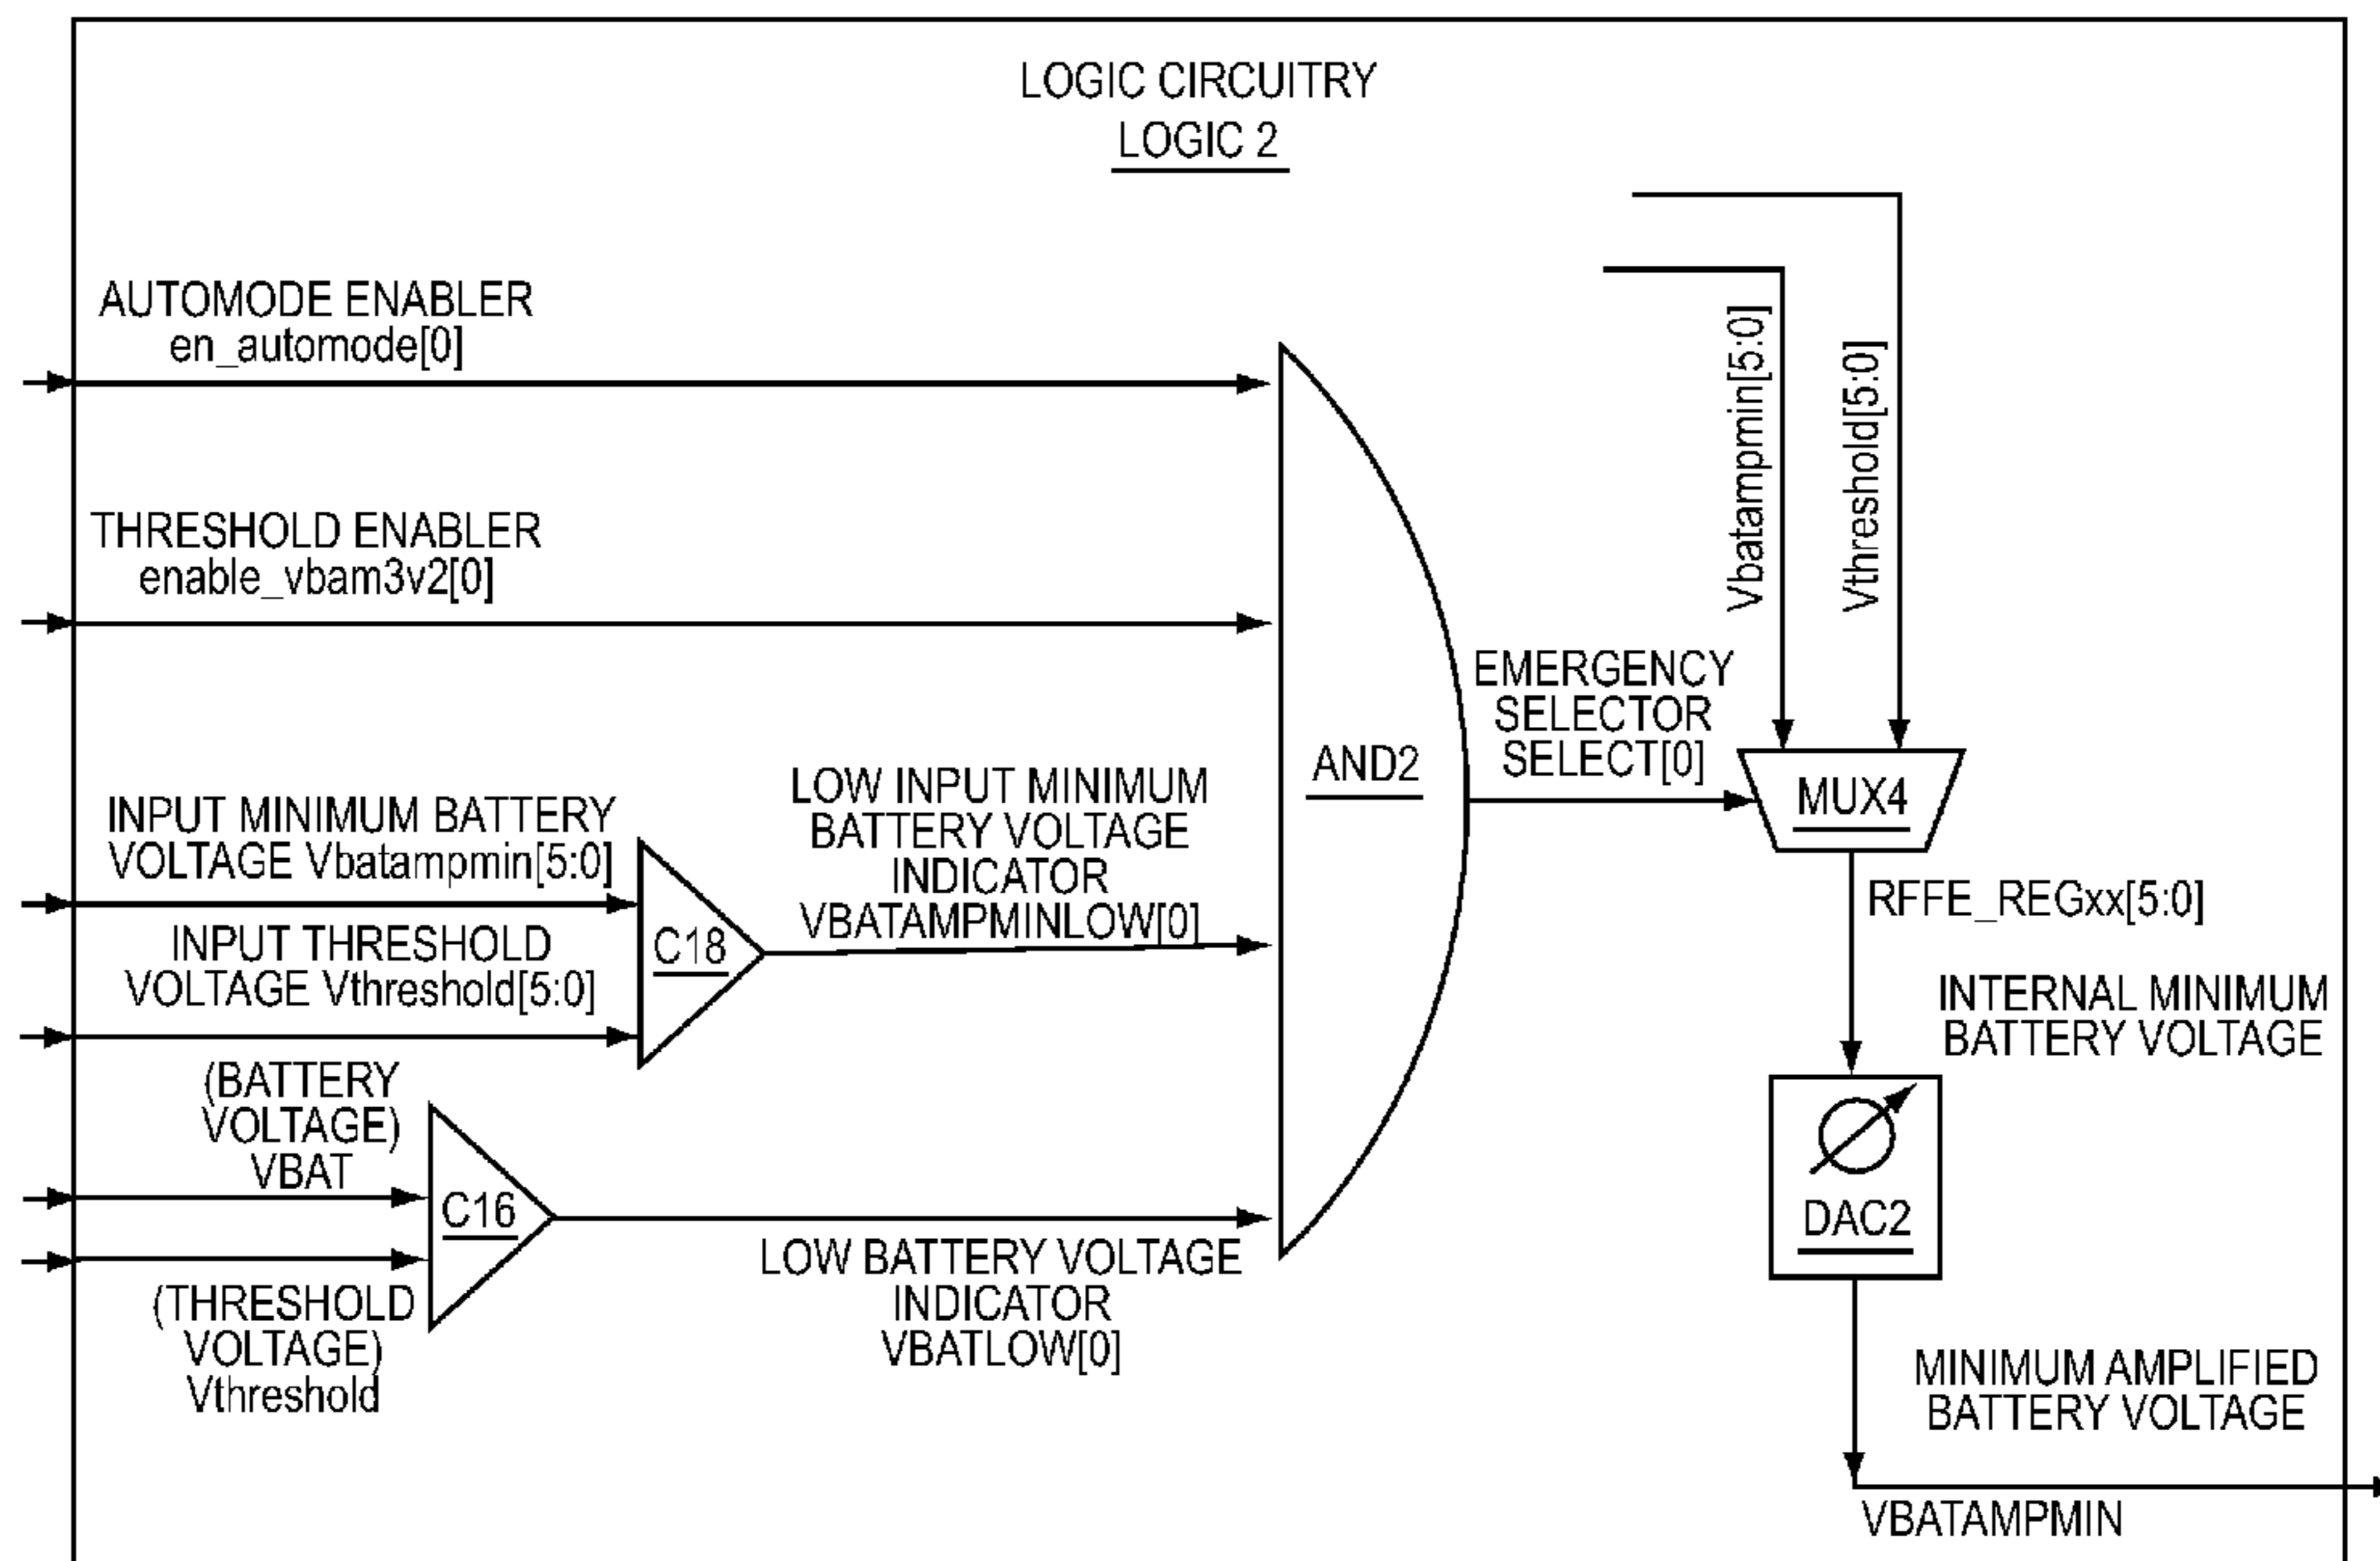 LOGIC CIRCUITRY
LOGIC 2
AUTOMODE ENABLER
en_automode[0]
THRESHOLD ENABLER
enable_vbam3v2[0]
INPUT MINIMUM BATTERY
VOLTAGE Vbatampmin[5:0]
INPUT THRESHOLD
VOLTAGE Vthreshold[5:0]
C18
LOW INPUT MINIMUM
BATTERY VOLTAGE
INDICATOR
VBATAMPMINLOW[0]
(BATTERY
VOLTAGE)
VBAT
C16
(THRESHOLD
VOLTAGE)
Vthreshold
LOW BATTERY VOLTAGE
INDICATOR
VBATLOW[0]
AND2
EMERGENCY
SELECTOR
SELECT[0]
Vbatampmin[5:0]
Vthreshold[5:0]
MUX4
RFFE_REGxx[5:0]
INTERNAL MINIMUM
BATTERY VOLTAGE
DAC2
MINIMUM AMPLIFIED
BATTERY VOLTAGE
VBATAMPMIN